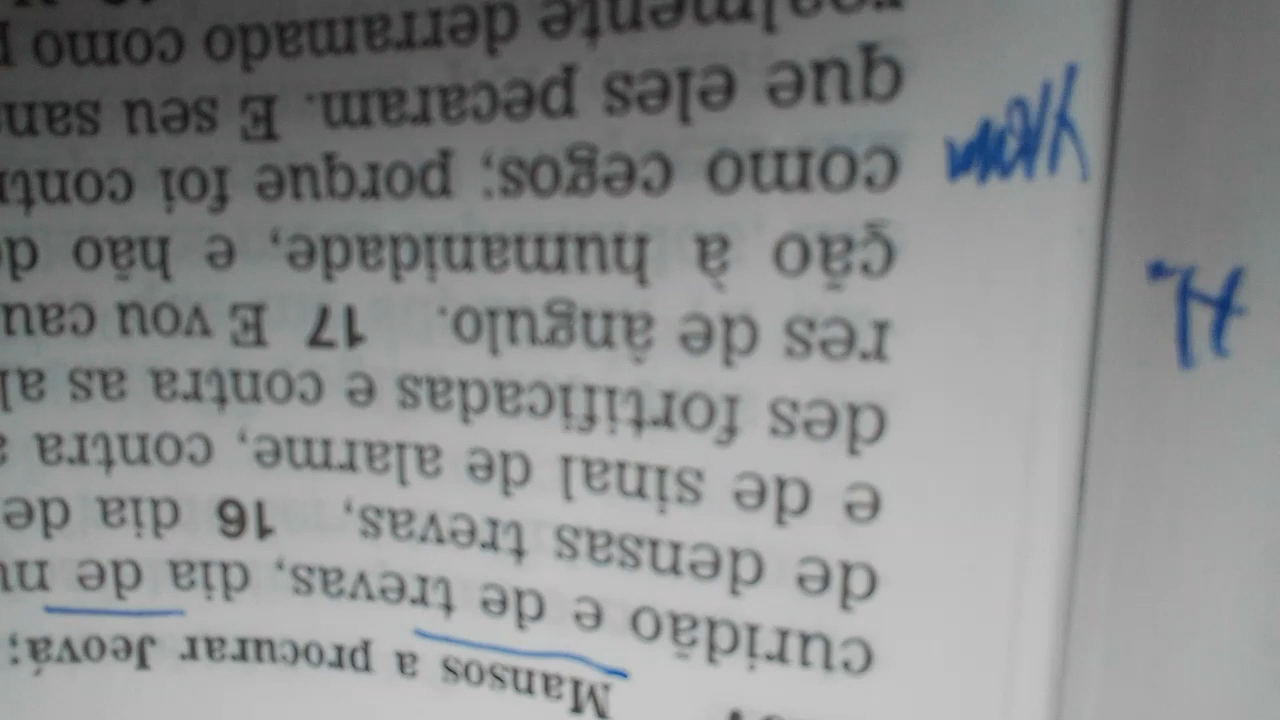 Mansos a procurar Jeová;
curidão e de trevas, dia de nu
de densas trevas, 16 dia de
e de sinal de alarme, contra a
des fortificadas e contra as al
res de ângulo. 17 E vou cau
ção à humanidade, e hão d
como cegos; porque foi contr
que eles pecaram. E seu san
realmente derramado como